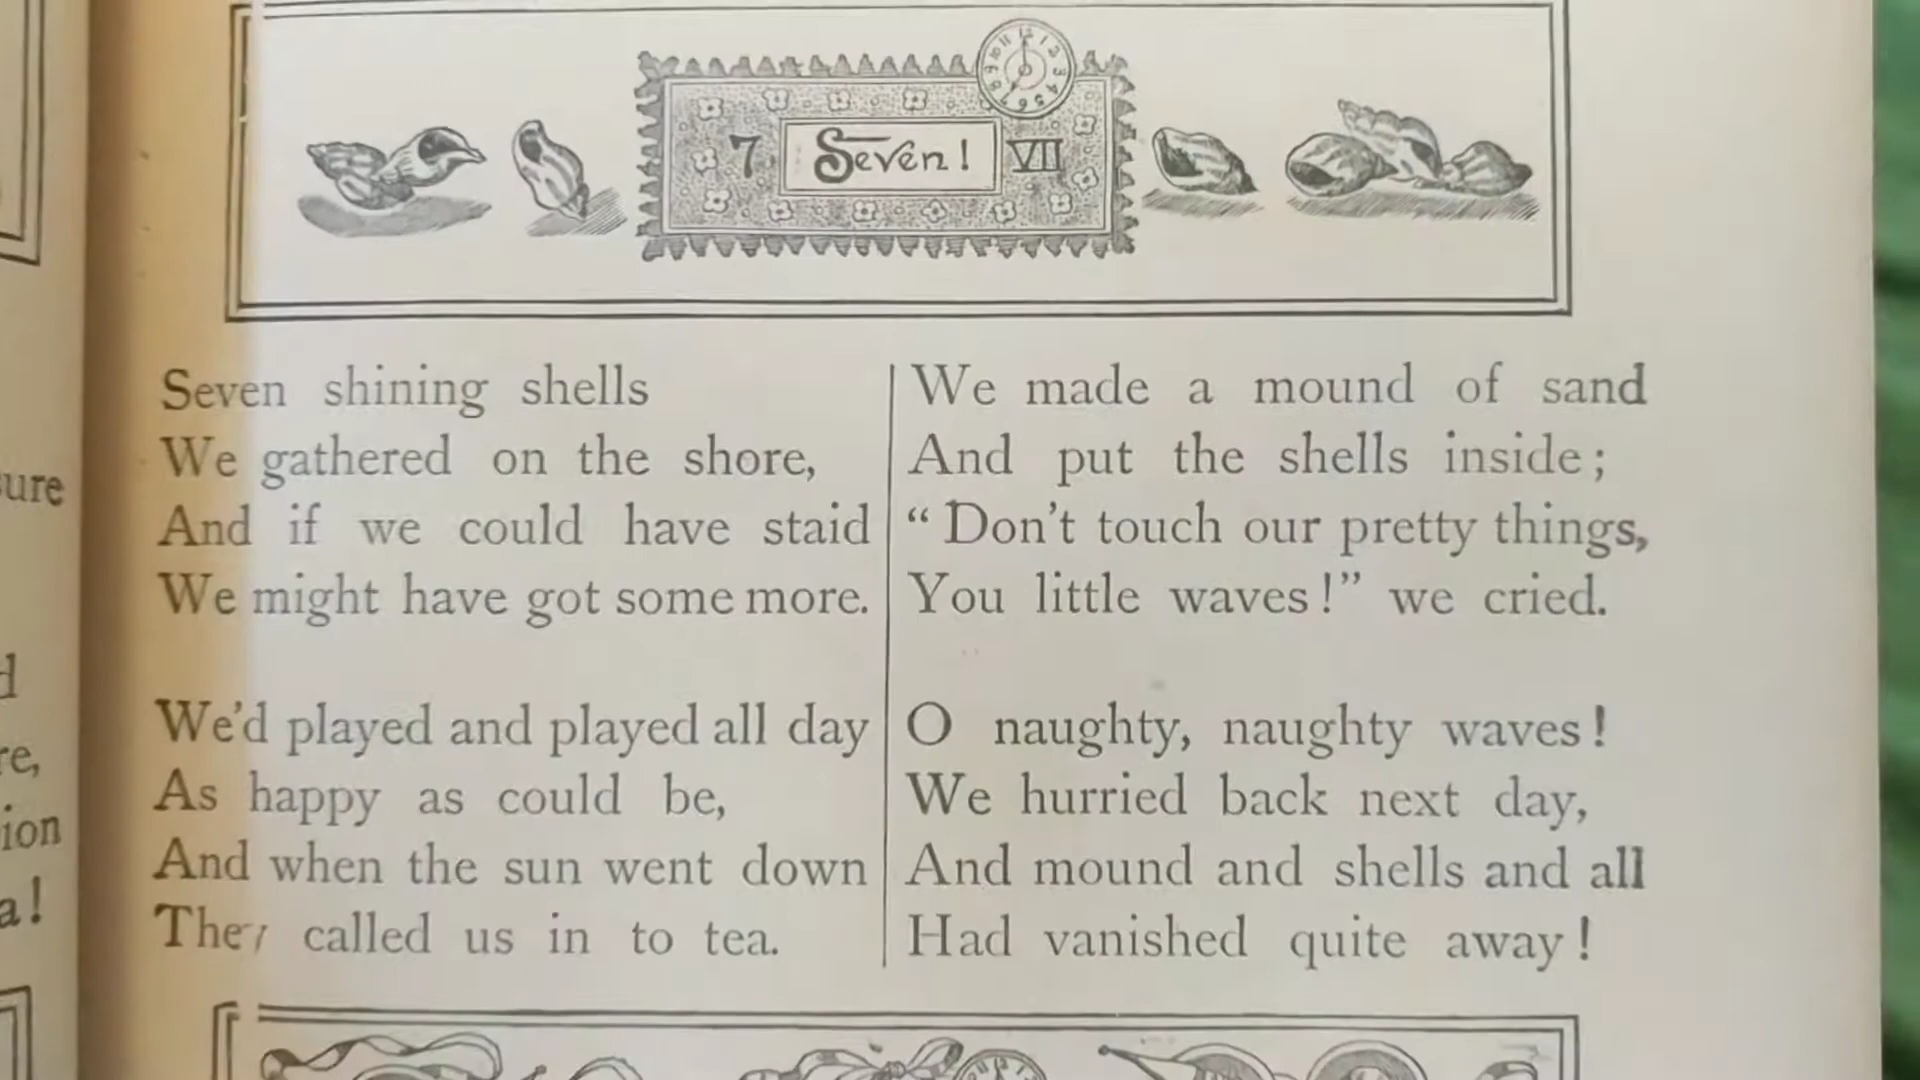 7 Seven! VII
Seven shining shells
We gathered on the shore,
And if we could have staid
We might have got some more.
We'd played and played all day
As happy as could be,
And when the sun went down
They called us in to tea.
We made a mound of sand
And put the shells inside;
“Don't touch our pretty things,
You little waves!” we cried.
O naughty, naughty waves!
We hurried back next day,
And mound and shells and all
Had vanished quite away!